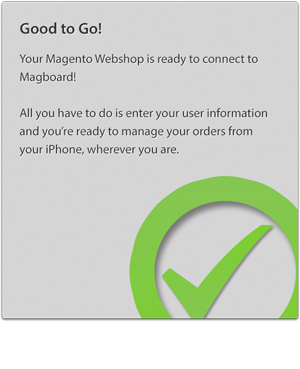 Good to Go!
Your Magento Webshop is ready to connect to
Magboard!
All you have to do is enter your user information
and you're ready to manage your orders from
your iPhone, wherever you are.